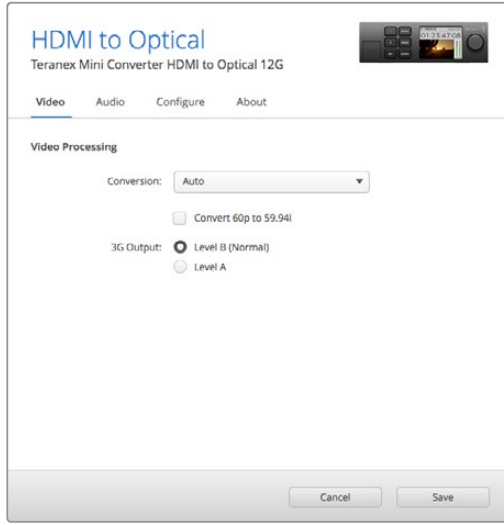 HDMI to Optical
Teranex Mini Converter HDMI to Optical 12G
01:23:47:08
Video Audio Configure About
Video Processing
Conversion: Auto
Convert 60p to 59.94i
3G Output: Level B (Normal)
Level A
Cancel Save